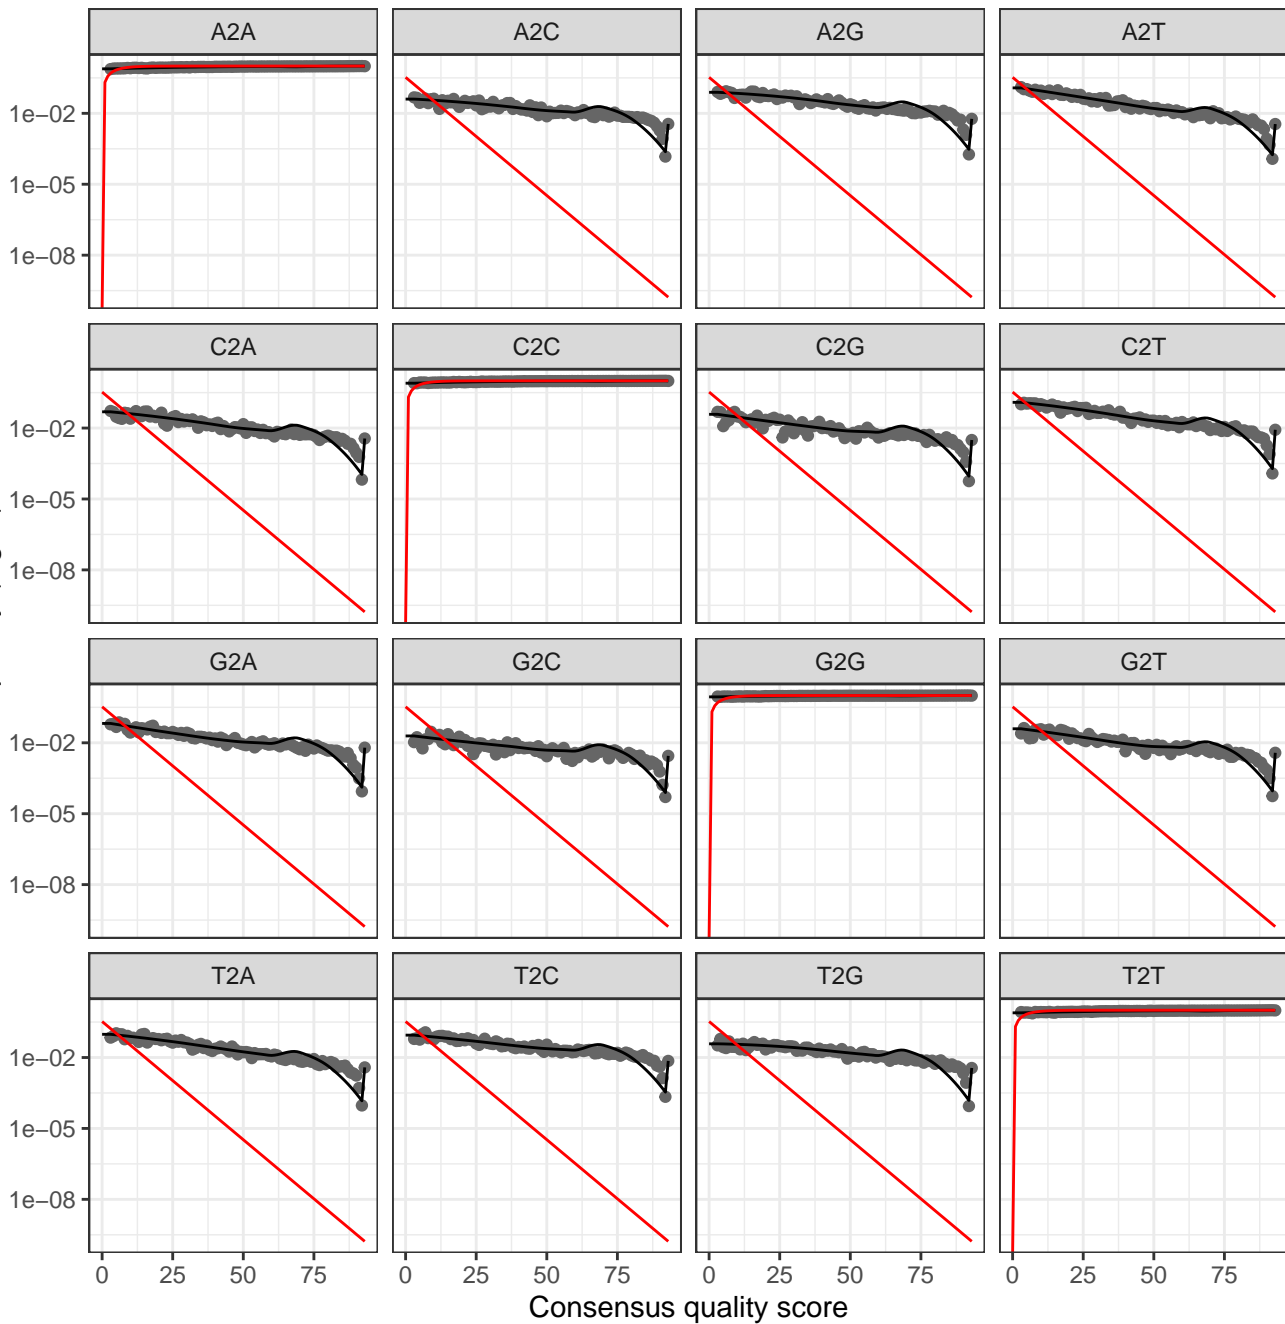 A2A A2C A2G A2T
1e−02
1e−05
1e−08
C2A C2C C2G C2T
1e−02
1e−05
1e−08
G2A G2C G2G G2T
1e−02
1e−05
1e−08
T2A T2C T2G T2T
1e−02
1e−05
1e−08
0 25 50 75 0 25 50 75 0 25 50 75 0 25 50 75
Consensus quality score